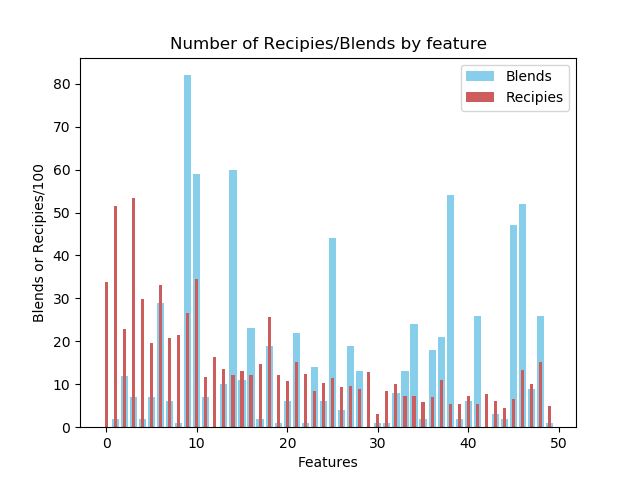 Number of Recipies/Blends by feature
Blends
Recipies
Blends or Recipies/100
80
70
60
50
40
30
20
10
0
0 10 20 30 40 50
Features